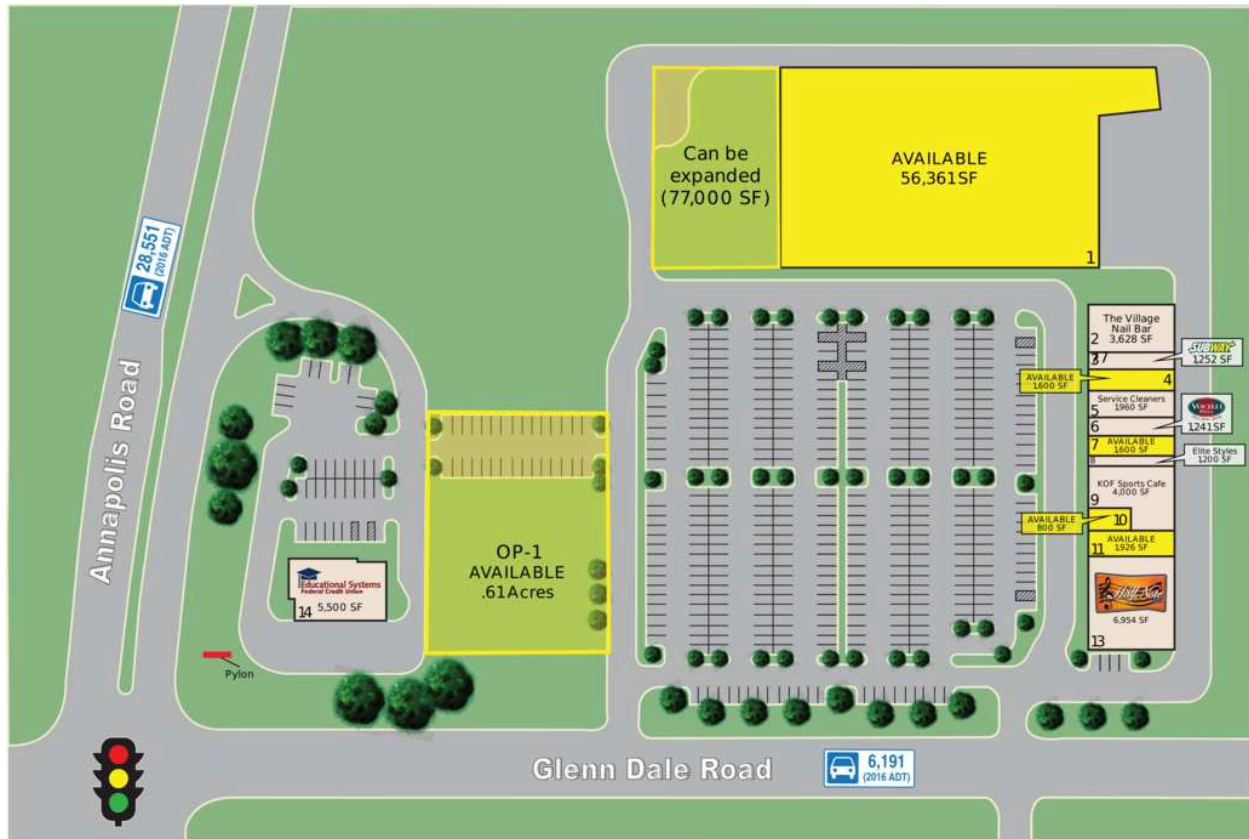 Can be
expanded
(77,000 SF)
AVAILABLE
56,361SF
1
28,551
(2016 ADT)
Annapolis Road
The Village
Nail Bar
3,628 SF
2
SUBWAY
1252 SF
AVAILABLE
1,600 SF
4
Service Cleaners
1960 SF
5
6
1241SF
7
AVAILABLE
1,600 SF
8
Elite Styles
1200 SF
KOF Sports Cafe
4,000 SF
9
AVAILABLE
800 SF
10
AVAILABLE
1,926 SF
11
Half-Note
6,954 SF
13
OP-1
AVAILABLE
.61Acres
Educational Systems
Federal Credit Union
14
5,500 SF
Pylon
Glenn Dale Road
6,191
(2016 ADT)